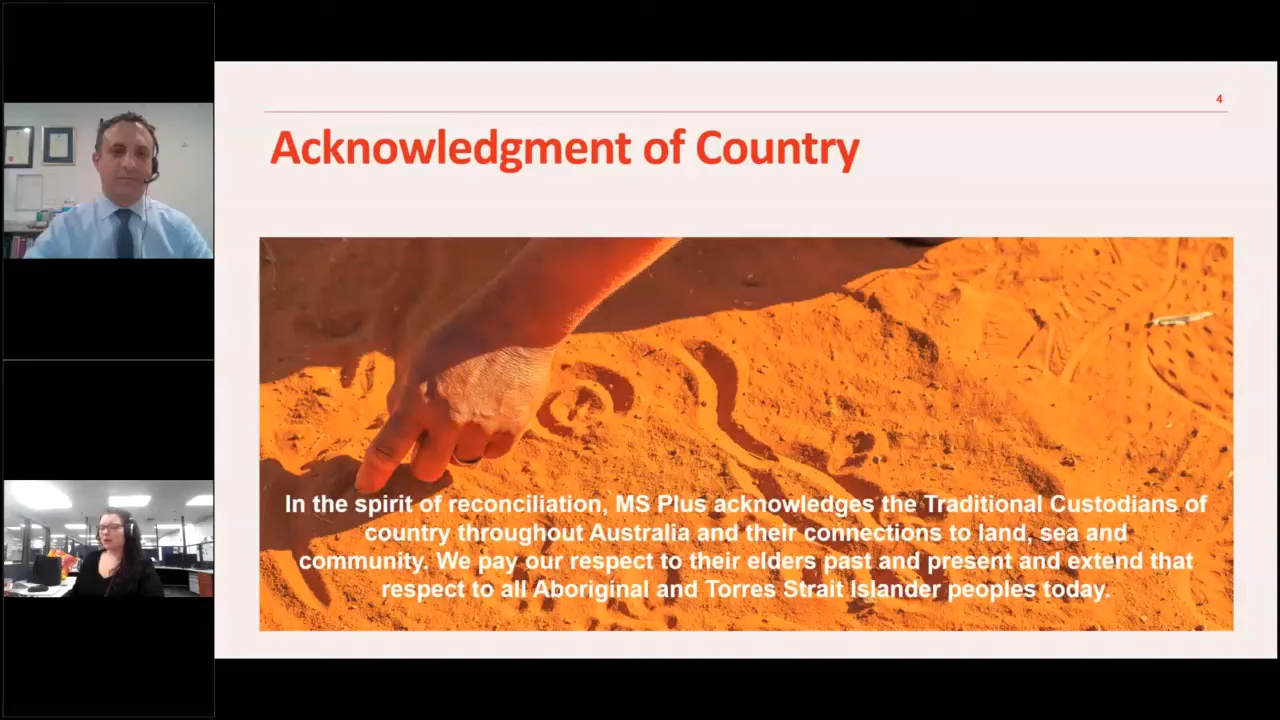 4
Acknowledgment of Country
In the spirit of reconciliation, MS Plus acknowledges the Traditional Custodians of
country throughout Australia and their connections to land, sea and
community. We pay our respect to their elders past and present and extend that
respect to all Aboriginal and Torres Strait Islander peoples today.